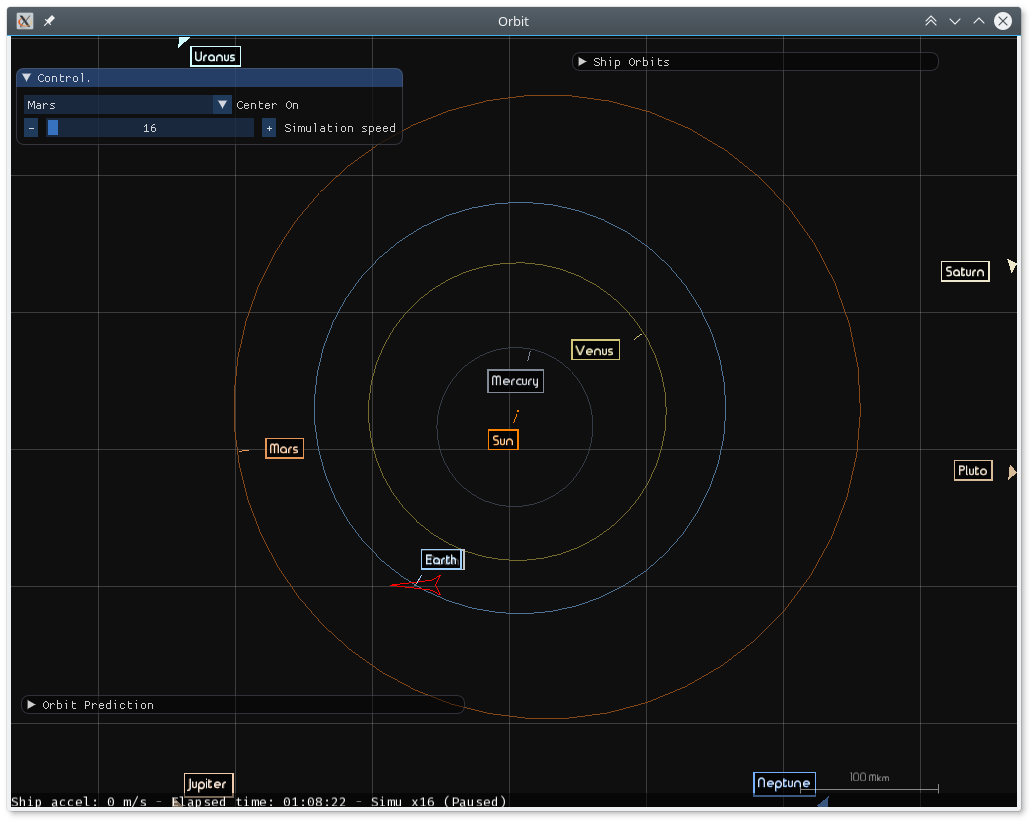 Orbit
Uranus
Ship Orbits
Control.
Mars
Center On
- 16 + Simulation speed
Saturn
Venus
Mercury
Sun
Mars
Pluto
Earth
Orbit Prediction
100 Mkm
Jupiter
Neptune
Ship accel: 0 m/s - Elapsed time: 01:08:22 - Simu x16 (Paused)